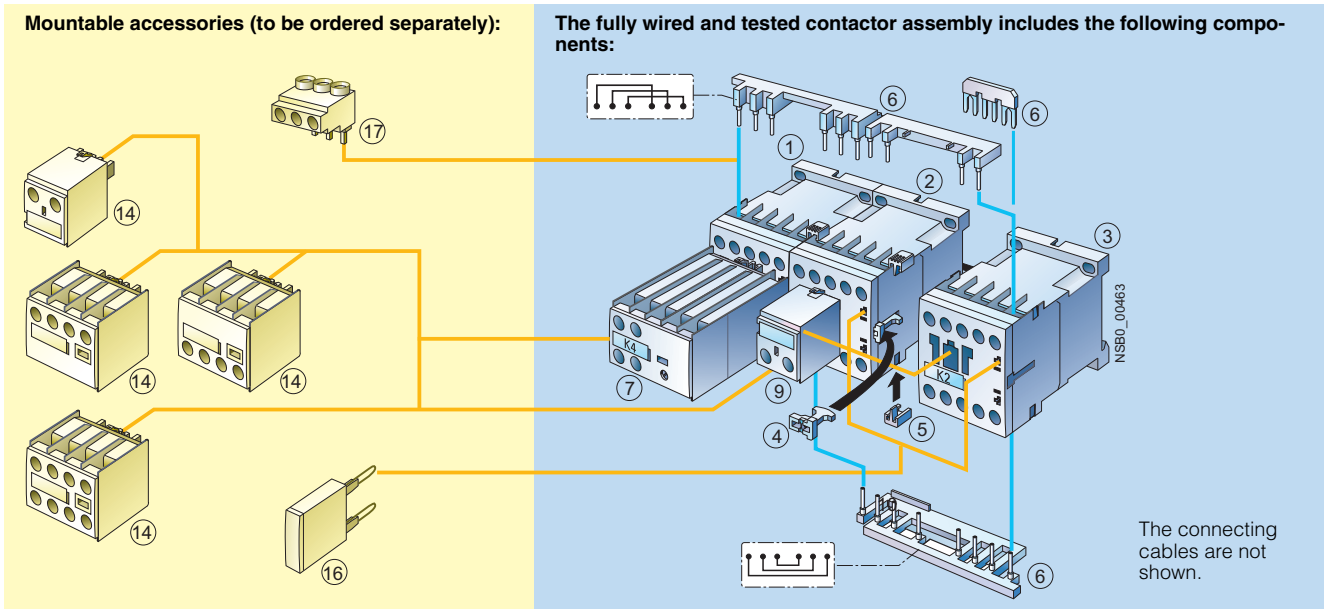 Mountable accessories (to be ordered separately):
The fully wired and tested contactor assembly includes the following compo-
nents:
17
14
14
14
14
16
6
6
1
2
3
NSB0_00463
K4
K2
7
9
4
5
6
The connecting
cables are not
shown.